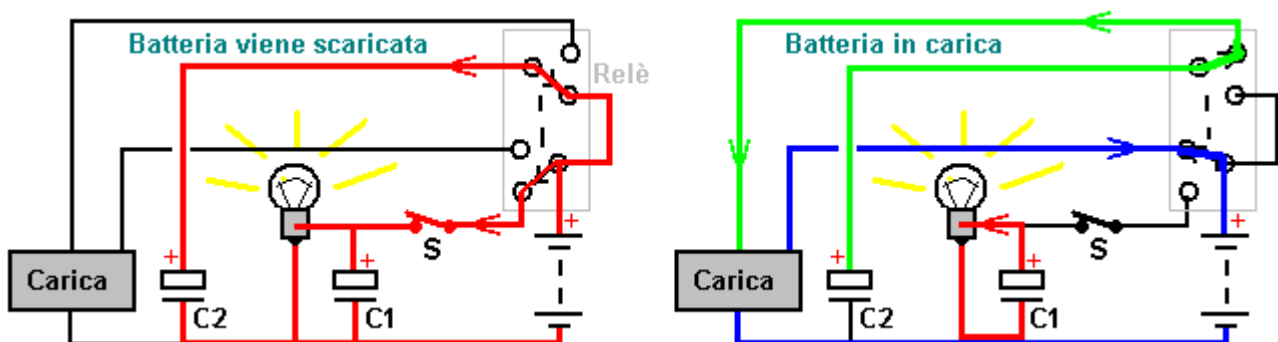 Batteria viene scaricata
Relè
+
+
+
S
Carica
C2
C1
Batteria in carica
+
+
+
S
Carica
C2
C1